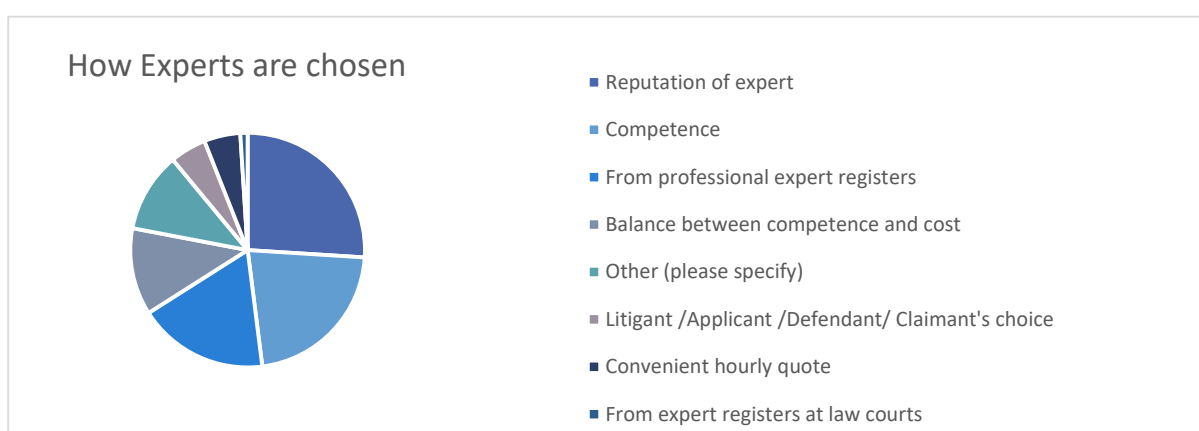 How Experts are chosen
Reputation of expert
Competence
From professional expert registers
Balance between competence and cost
Other (please specify)
Litigant /Applicant /Defendant/ Claimant's choice
Convenient hourly quote
From expert registers at law courts